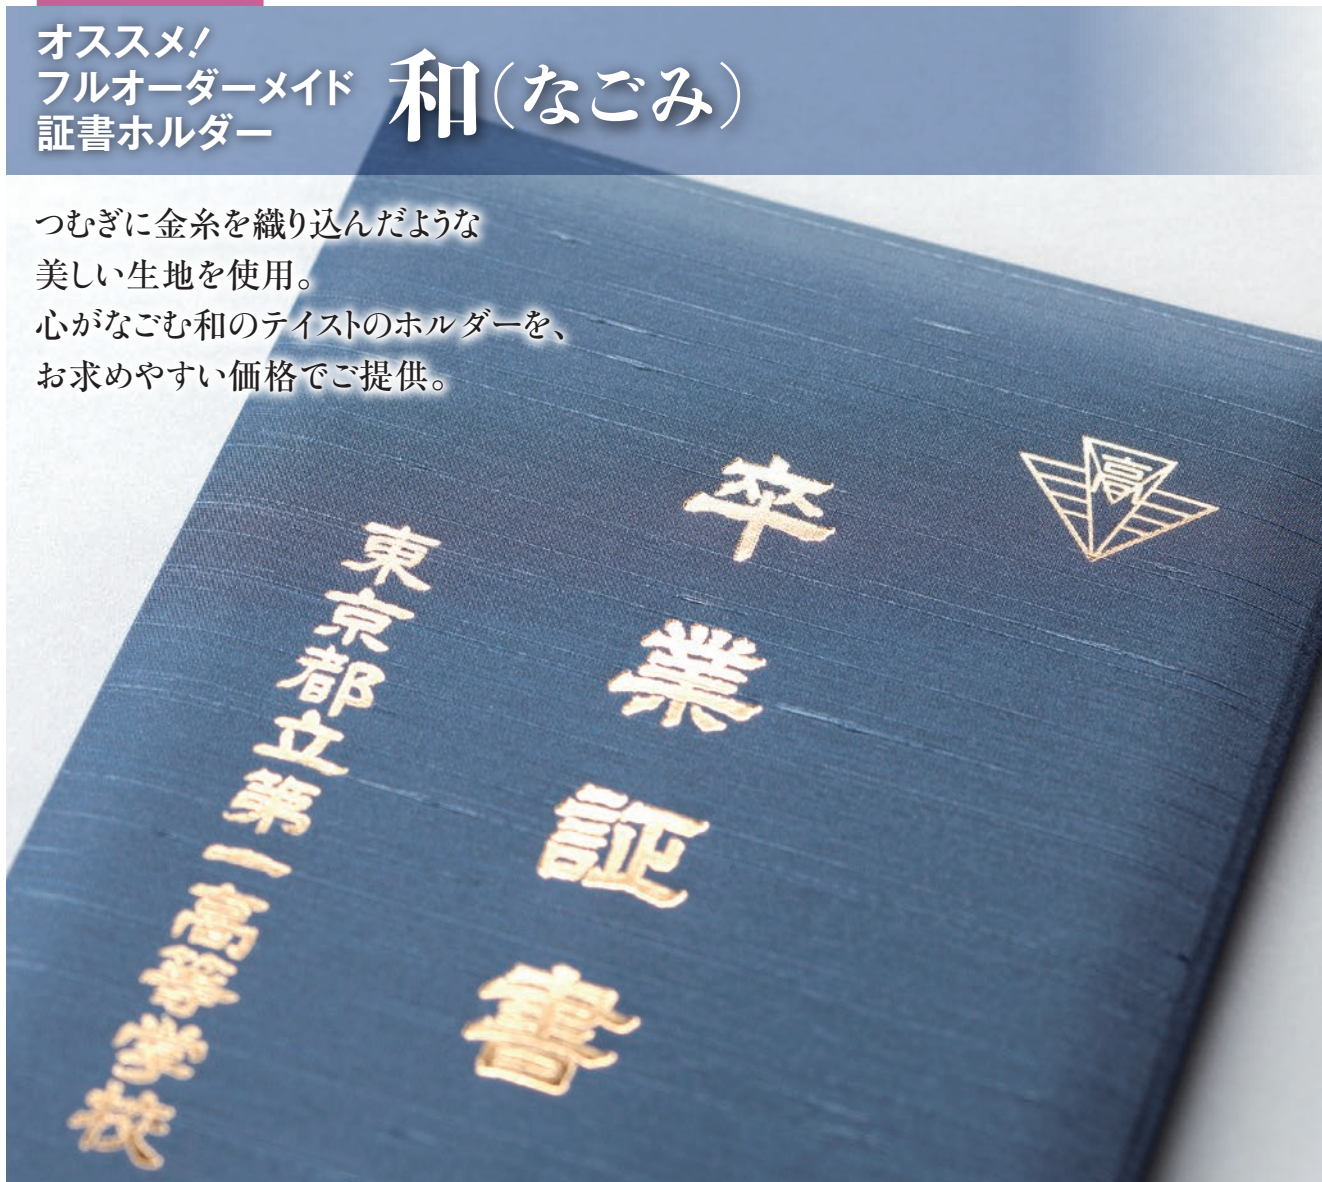 オススメ!
フルオーダーメイド
証書ホルダー
和(なごみ)
つむぎに金糸を織り込んだような
美しい生地を使用。
心がなごむ和のテイストのホルダーを、
お求めやすい価格でご提供。
高
卒業証書
東京都立第一高等学校